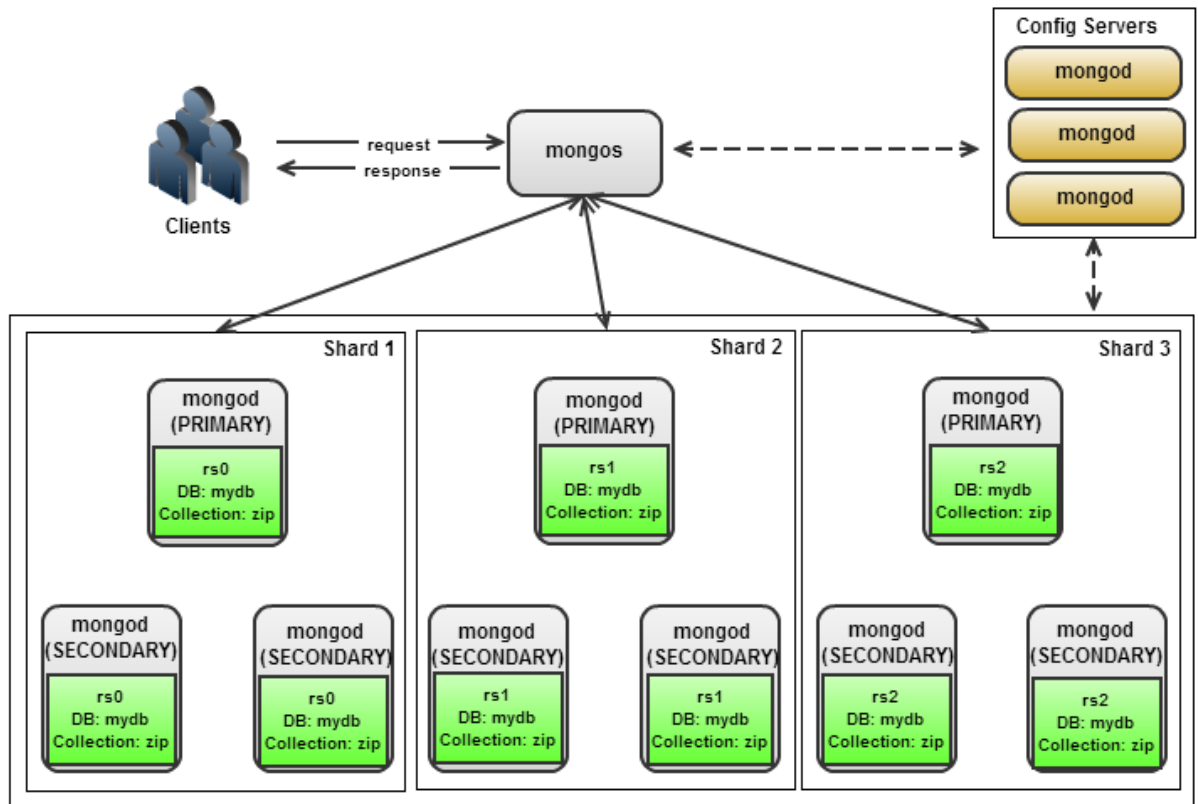 Config Servers
mongod
mongod
mongod
mongos
request
response
Clients
Shard 1
mongod
(PRIMARY)
rs0
DB: mydb
Collection: zip
mongod
(SECONDARY)
rs0
DB: mydb
Collection: zip
mongod
(SECONDARY)
rs0
DB: mydb
Collection: zip
Shard 2
mongod
(PRIMARY)
rs1
DB: mydb
Collection: zip
mongod
(SECONDARY)
rs1
DB: mydb
Collection: zip
mongod
(SECONDARY)
rs1
DB: mydb
Collection: zip
Shard 3
mongod
(PRIMARY)
rs2
DB: mydb
Collection: zip
mongod
(SECONDARY)
rs2
DB: mydb
Collection: zip
mongod
(SECONDARY)
rs2
DB: mydb
Collection: zip